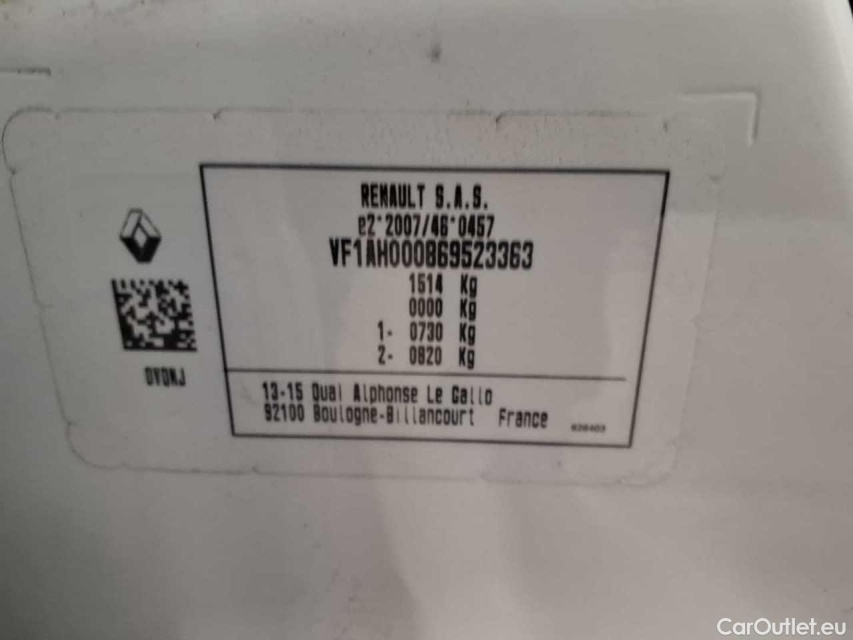 RENAULT S.A.S.
e2*2007/46*0457
VF1AH000869523363
1514 Kg
0000 Kg
1- 0730 Kg
2- 0820 Kg
OVQNJ
13-15 Quai Alphonse Le Gallo
92100 Boulogne-Billancourt France
CarOutlet.eu